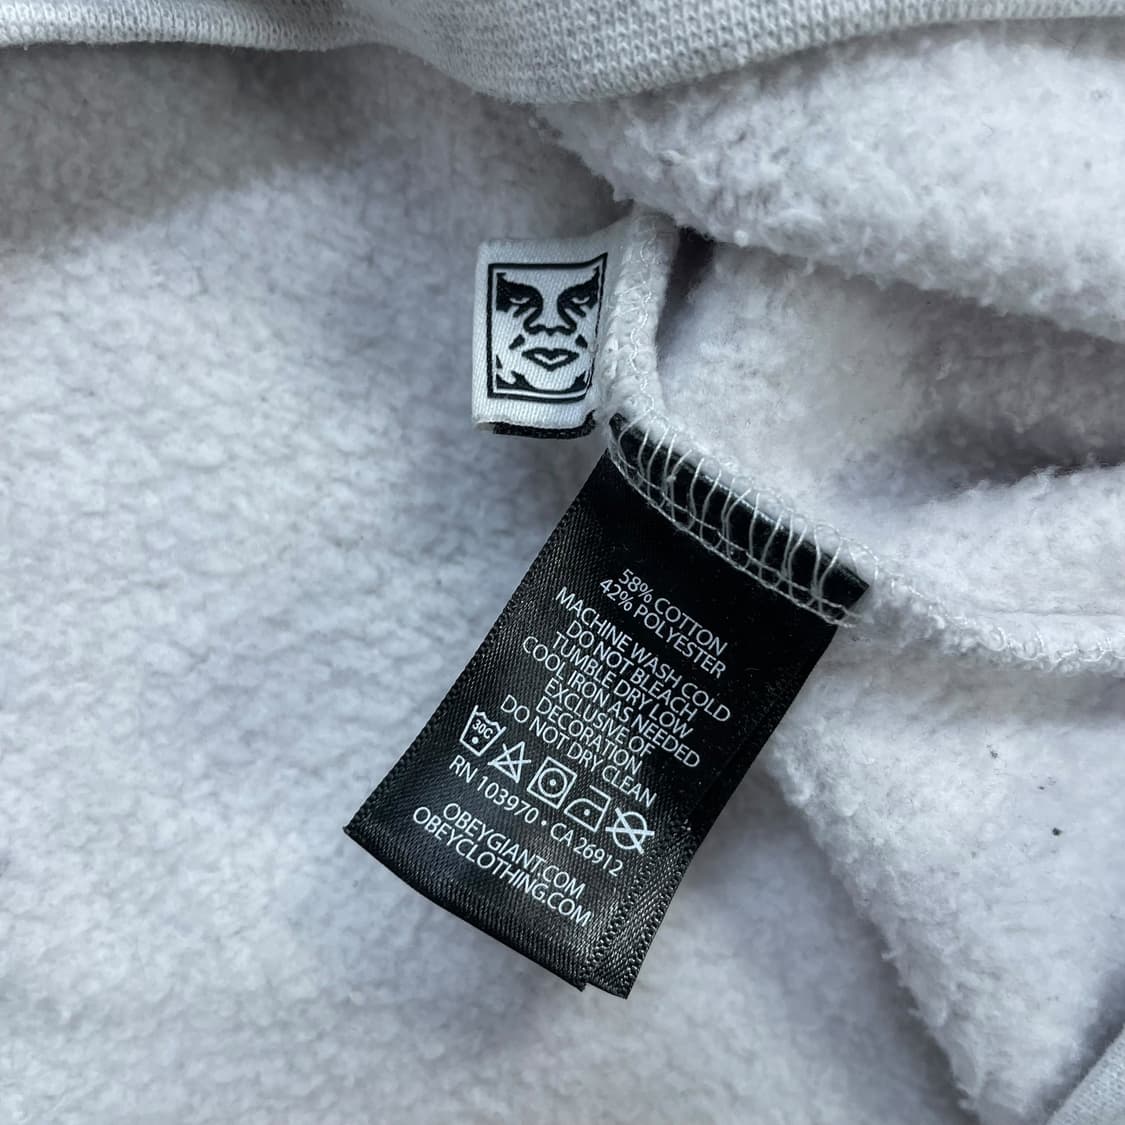 58% COTTON
42% POLYESTER
MACHINE WASH COLD
DO NOT BLEACH
TUMBLE DRY LOW
COOL IRON AS NEEDED
EXCLUSIVE OF
DECORATION
DO NOT DRY CLEAN
30C
RN 103970 • CA 26912
OBEYGIANT.COM
OBEYCLOTHING.COM